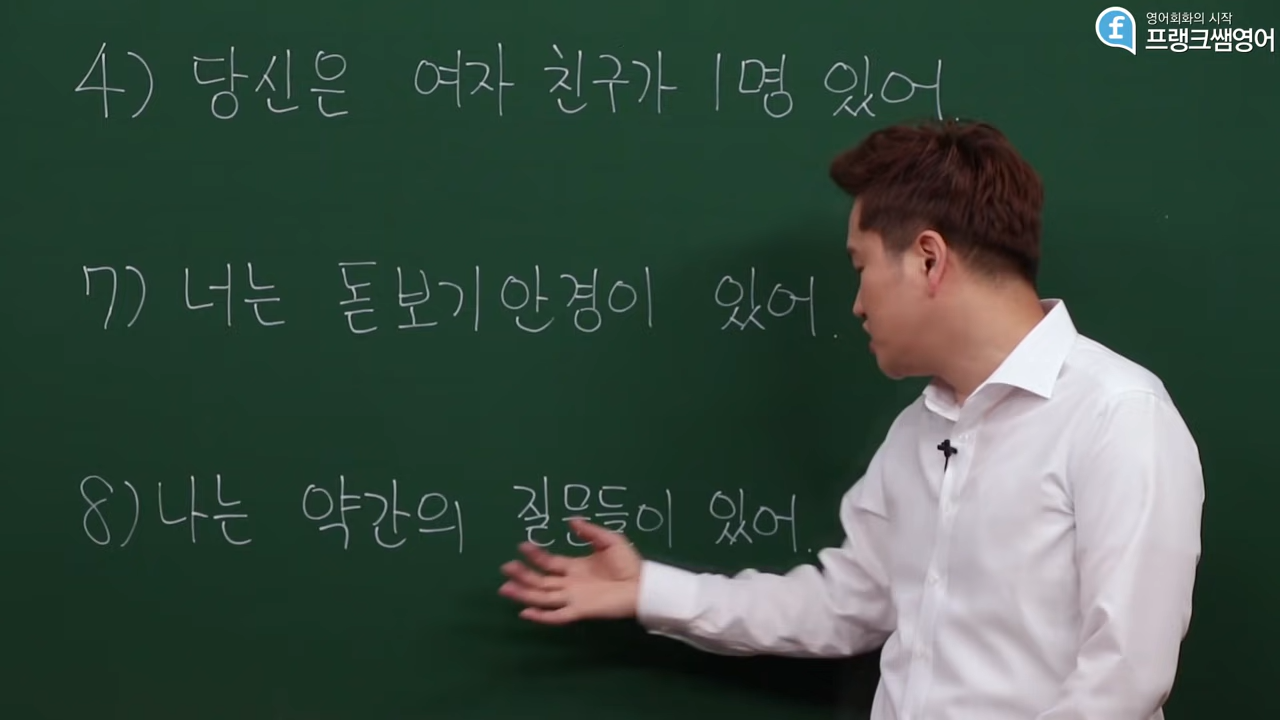 영어회화의 시작
프랭크쌤영어
4) 당신은 여자 친구가 1명 있어.
7) 너는 돋보기안경이 있어.
8) 나는 약간의 질문들이 있어.